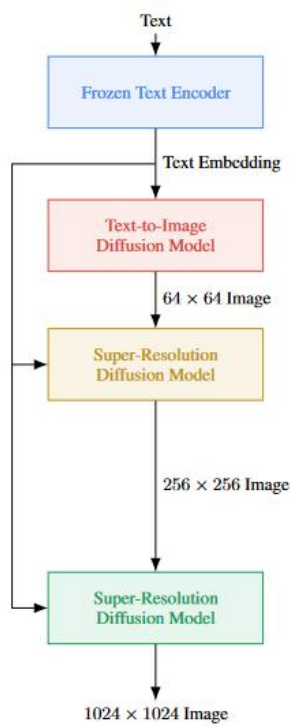 Text
Frozen Text Encoder
Text Embedding
Text-to-Image
Diffusion Model
64 × 64 Image
Super-Resolution
Diffusion Model
256 × 256 Image
Super-Resolution
Diffusion Model
1024 × 1024 Image